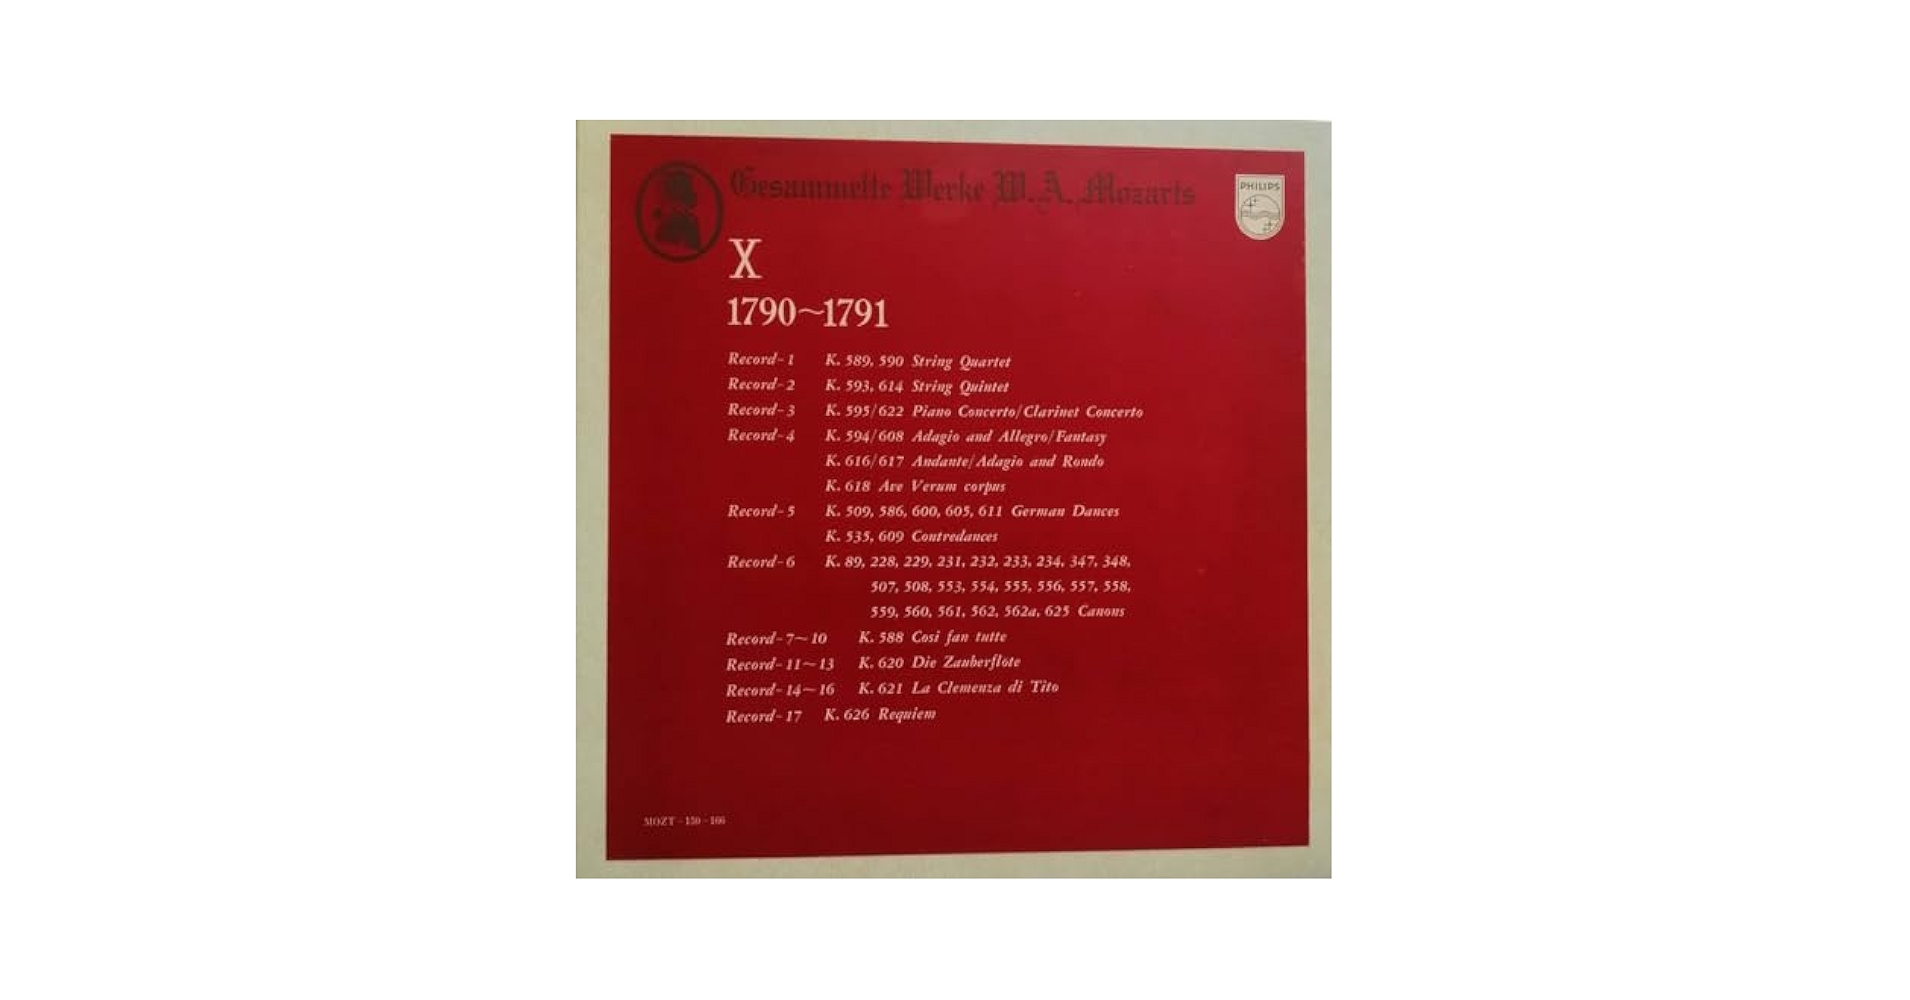 Gesammelte Werke W.A. Mozarts
PHILIPS
X
1790~1791
Record-1 K. 589, 590 String Quartet
Record-2 K. 593, 614 String Quintet
Record-3 K. 595/622 Piano Concerto/Clarinet Concerto
Record-4 K. 594/608 Adagio and Allegro/Fantasy
K. 616/617 Andante/Adagio and Rondo
K. 618 Ave Verum corpus
Record-5 K. 509, 586, 600, 605, 611 German Dances
K. 535, 609 Contredances
Record-6 K. 89, 228, 229, 231, 232, 233, 234, 347, 348,
507, 508, 553, 554, 555, 556, 557, 558,
559, 560, 561, 562, 562a, 625 Canons
Record-7~10 K. 588 Cosi fan tutte
Record-11~13 K. 620 Die Zauberflöte
Record-14~16 K. 621 La Clemenza di Tito
Record-17 K. 626 Requiem
MOZT-150-166